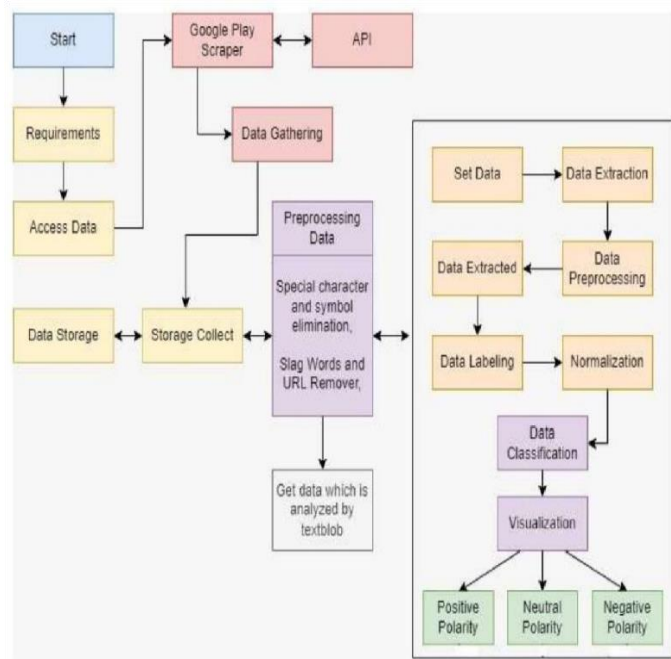 Start
Google Play
Scraper
API
Requirements
Data Gathering
Access Data
Preprocessing
Data
Special character
and symbol
elimination,
Slag Words and
URL Remover,
Data Storage
Storage Collect
Get data which is
analyzed by
textblob
Set Data
Data Extraction
Data
Preprocessing
Data Extracted
Data Labeling
Normalization
Data
Classification
Visualization
Positive
Polarity
Neutral
Polarity
Negative
Polarity